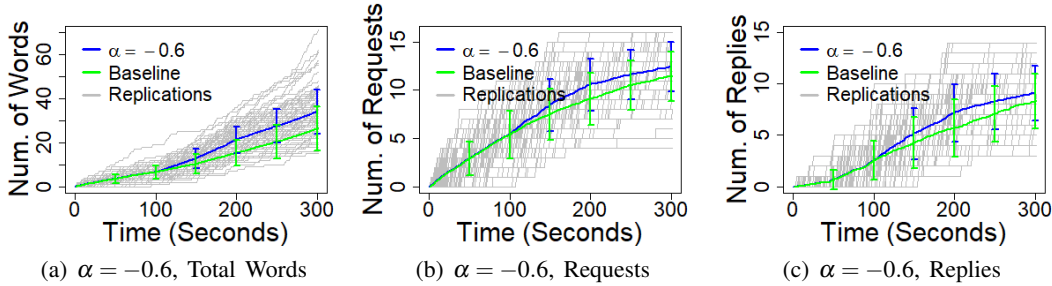 Num. of Words
0 20 40 60
α = −0.6
Baseline
Replications
0 100 200 300
Time (Seconds)
(a) α = −0.6, Total Words
Num. of Requests
0 5 10 15
α = −0.6
Baseline
Replications
0 100 200 300
Time (Seconds)
(b) α = −0.6, Requests
Num. of Replies
0 5 10 15
α = −0.6
Baseline
Replications
0 100 200 300
Time (Seconds)
(c) α = −0.6, Replies